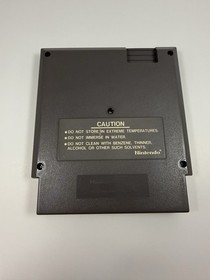 CAUTION
●DO NOT STORE IN EXTREME TEMPERATURES.
●DO NOT IMMERSE IN WATER.
●DO NOT CLEAN WITH BENZENE, THINNER,
ALCOHOL OR OTHER SUCH SOLVENTS.
Nintendo